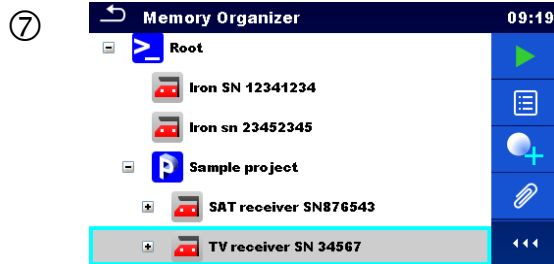 ⑦
Memory Organizer 09:19
Root
Iron SN 12341234
Iron sn 23452345
Sample project
SAT receiver SN876543
TV receiver SN 34567